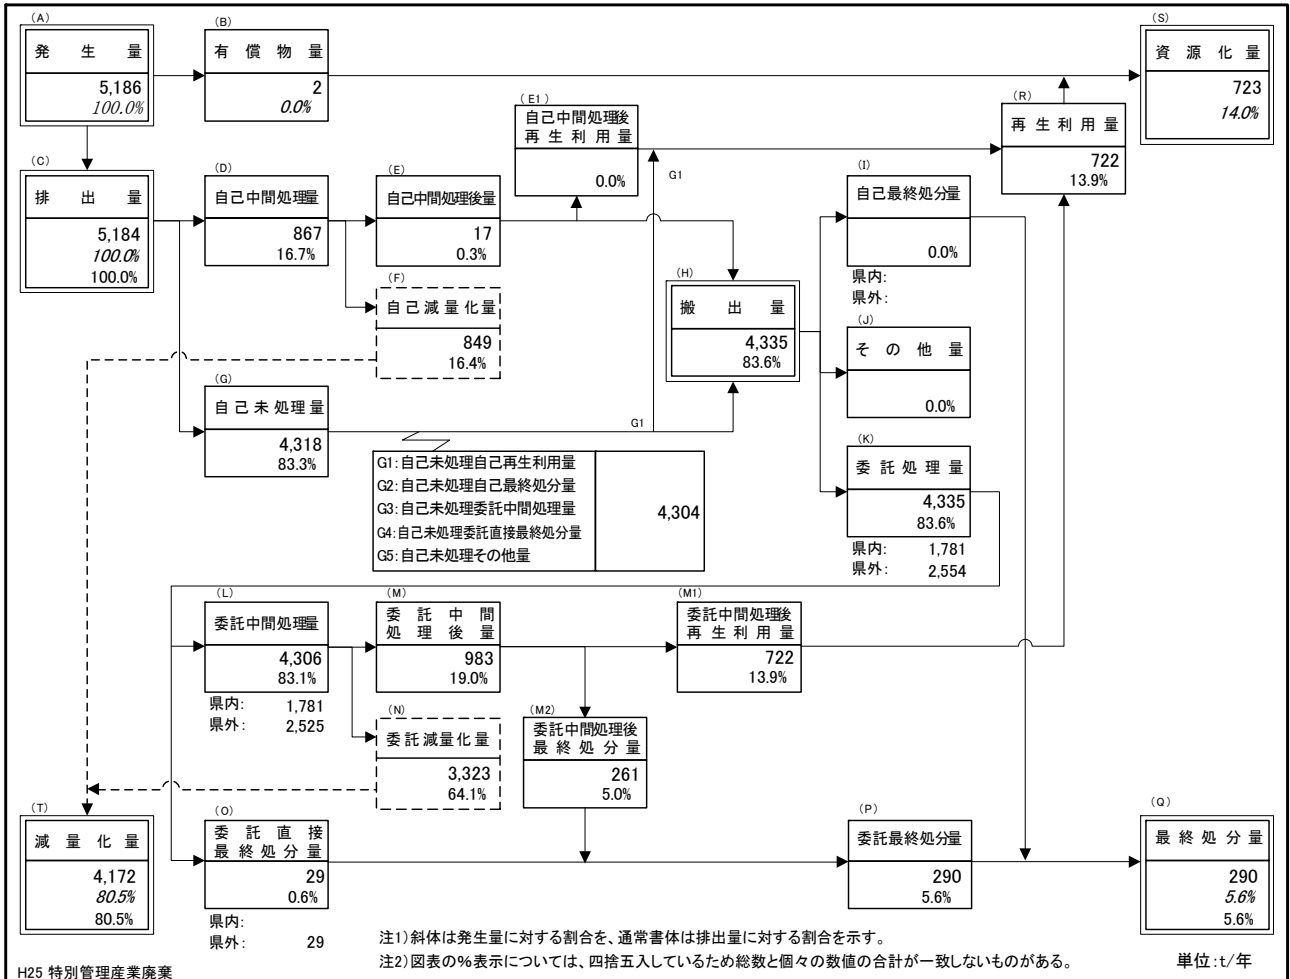 (A)
発生量
5,186
100.0%
(B)
有償物量
2
0.0%
(S)
資源化量
723
14.0%
(E1)
自己中間処理後
再生利用量
0.0%
(R)
再生利用量
722
13.9%
G1
(C)
排出量
5,184
100.0%
100.0%
(D)
自己中間処理量
867
16.7%
(E)
自己中間処理後量
17
0.3%
(I)
自己最終処分量
0.0%
県内:
県外:
(F)
自己減量化量
849
16.4%
(H)
搬出量
4,335
83.6%
(J)
その他量
0.0%
(G)
自己未処理量
4,318
83.3%
G1
G1:自己未処理自己再生利用量
G2:自己未処理自己最終処分量
G3:自己未処理委託中間処理量
G4:自己未処理委託直接最終処分量
G5:自己未処理その他量
4,304
(K)
委託処理量
4,335
83.6%
県内: 1,781
県外: 2,554
(L)
委託中間処理量
4,306
83.1%
県内: 1,781
県外: 2,525
(M)
委託中間
処理後量
983
19.0%
(M1)
委託中間処理後
再生利用量
722
13.9%
(N)
委託減量化量
3,323
64.1%
(M2)
委託中間処理後
最終処分量
261
5.0%
(T)
減量化量
4,172
80.5%
80.5%
(O)
委託直接
最終処分量
29
0.6%
県内:
県外: 29
(P)
委託最終処分量
290
5.6%
(Q)
最終処分量
290
5.6%
5.6%
注1)斜体は発生量に対する割合を、通常書体は排出量に対する割合を示す。
注2)図表の%表示については、四捨五入しているため総数と個々の数値の合計が一致しないものがある。
単位:t/年
H25 特別管理産業廃棄